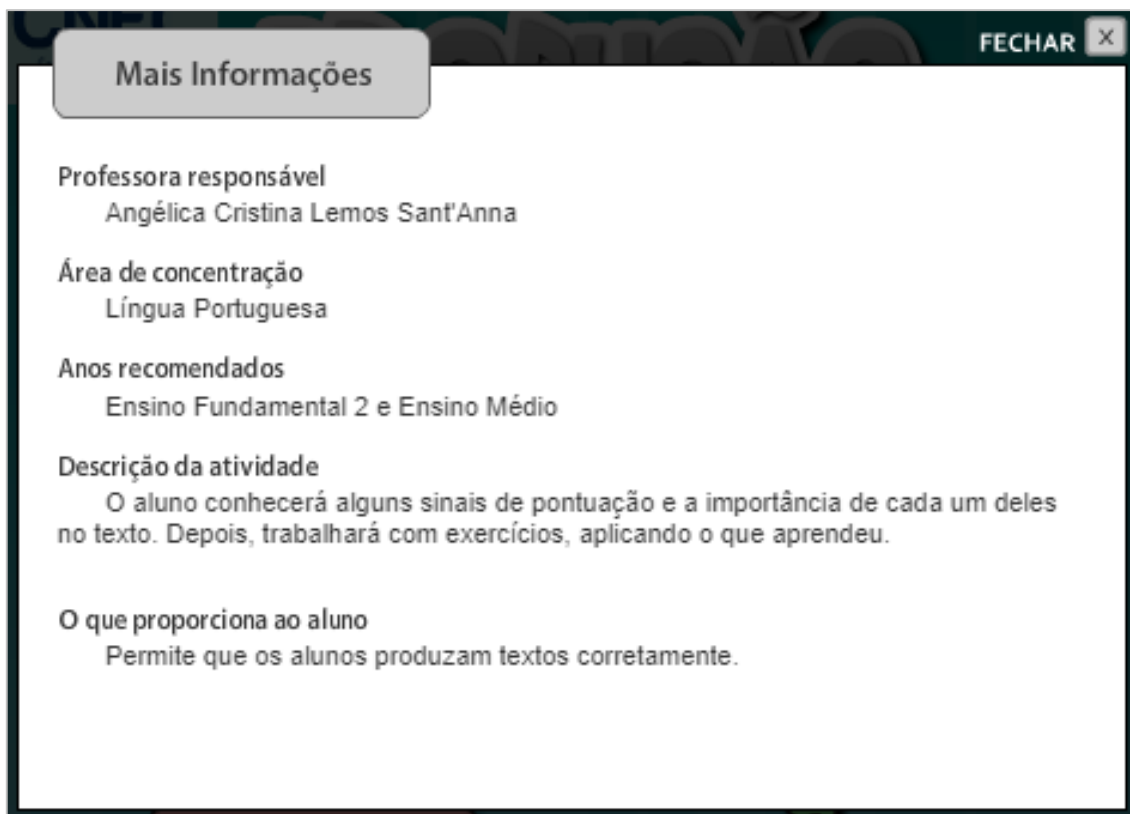 FECHAR X
Mais Informações
Professora responsável
Angélica Cristina Lemos Sant'Anna
Área de concentração
Língua Portuguesa
Anos recomendados
Ensino Fundamental 2 e Ensino Médio
Descrição da atividade
O aluno conhecerá alguns sinais de pontuação e a importância de cada um deles
no texto. Depois, trabalhará com exercícios, aplicando o que aprendeu.
O que proporciona ao aluno
Permite que os alunos produzam textos corretamente.